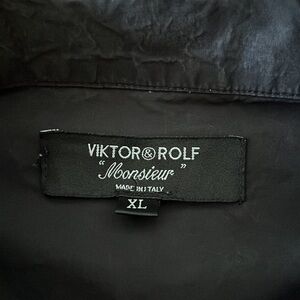 VIKTOR&ROLF
"Monsieur"
MADE IN ITALY
XL